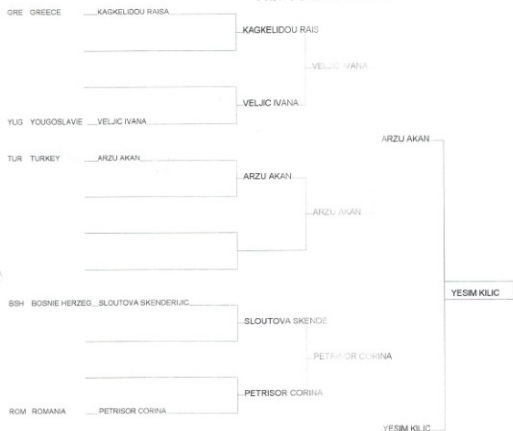 GRE GREECE KAGKELIDOU RAISA
KAGKELIDOU RAIS
VELJIC IVANA
VELJIC IVANA
YUG YOUGOSLAVIE VELJIC IVANA
ARZU AKAN
TUR TURKEY ARZU AKAN
ARZU AKAN
ARZU AKAN
YESIM KILIC
BSH BOSNIE HERZEG SLOUTOVA SKENDERIJIC
SLOUTOVA SKENDE
PETRISOR CORINA
PETRISOR CORINA
ROM ROMANIA PETRISOR CORINA
YESIM KILIC